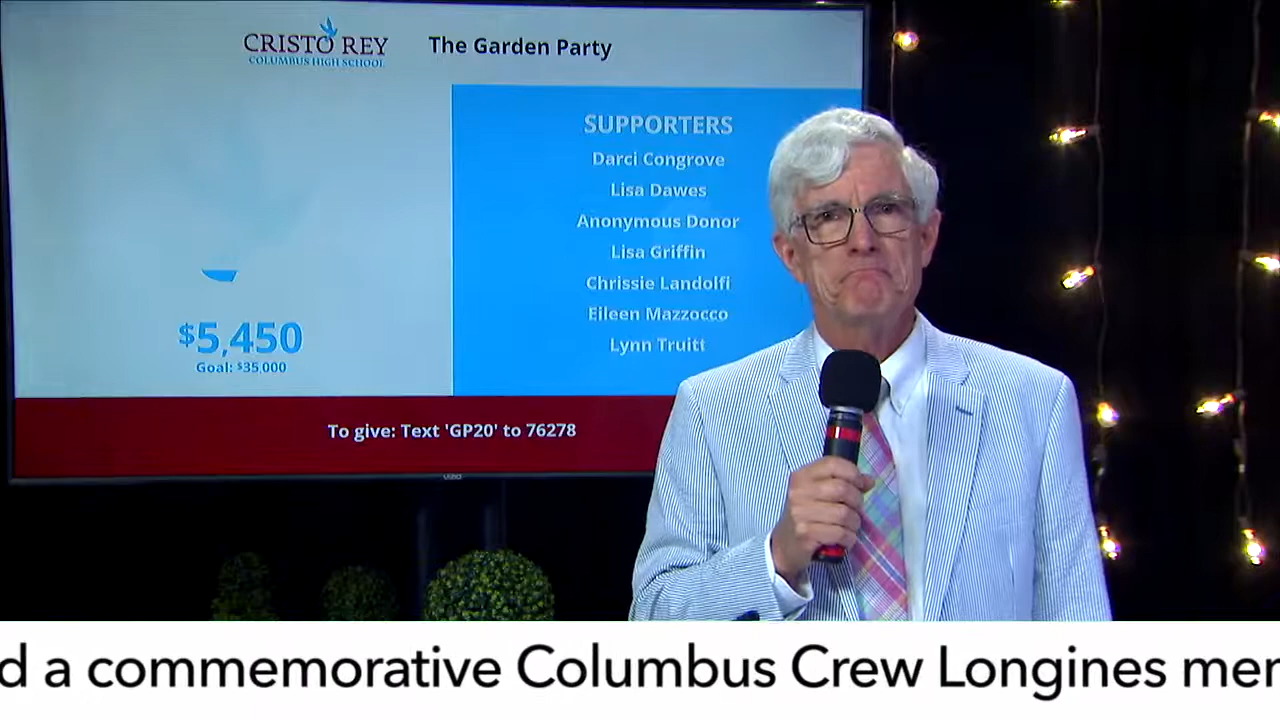 CRISTO REY
COLUMBUS HIGH SCHOOL
The Garden Party
SUPPORTERS
Darci Congrove
Lisa Dawes
Anonymous Donor
Lisa Griffin
Chrissie Landolfi
Eileen Mazzocco
Lynn Truitt
$5,450
Goal: $35,000
To give: Text 'GP20' to 76278
d a commemorative Columbus Crew Longines mer